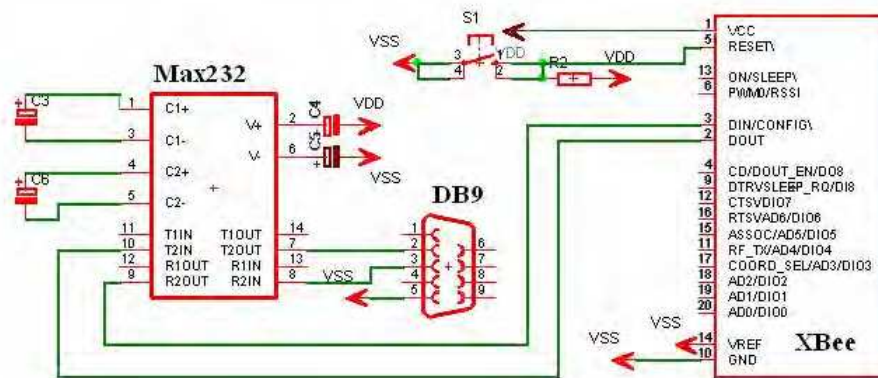 S1
VSS
3
4
1
2
VDD
R2
VDD
1 VCC
5 RESET\
13 ON/SLEEP\
6 PWM0/RSSI
3 DIN/CONFIG\
2 DOUT
4 CD/DOUT_EN/DO8
9 DTRVSLEEP_RQ/DI8
12 CTSVDIO7
16 RTSVAD6/DIO6
15 ASSOC/AD5/DIO5
11 RF_TX/AD4/DIO4
17 COORD_SEL/AD3/DIO3
18 AD2/DIO2
19 AD1/DIO1
20 AD0/DIO0
VSS
14 VREF
VSS
10 GND
XBee
Max232
C3
1 C1+
3 C1-
C6
4 C2+
5 C2-
11 T1IN
10 T2IN
12 R1OUT
9 R2OUT
V+ 2
C4
VDD
V- 6
C5
VSS
T1OUT 14
T2OUT 7
R1IN 13
R2IN 8
VSS
DB9
1
2
3
4
5
6
7
8
9